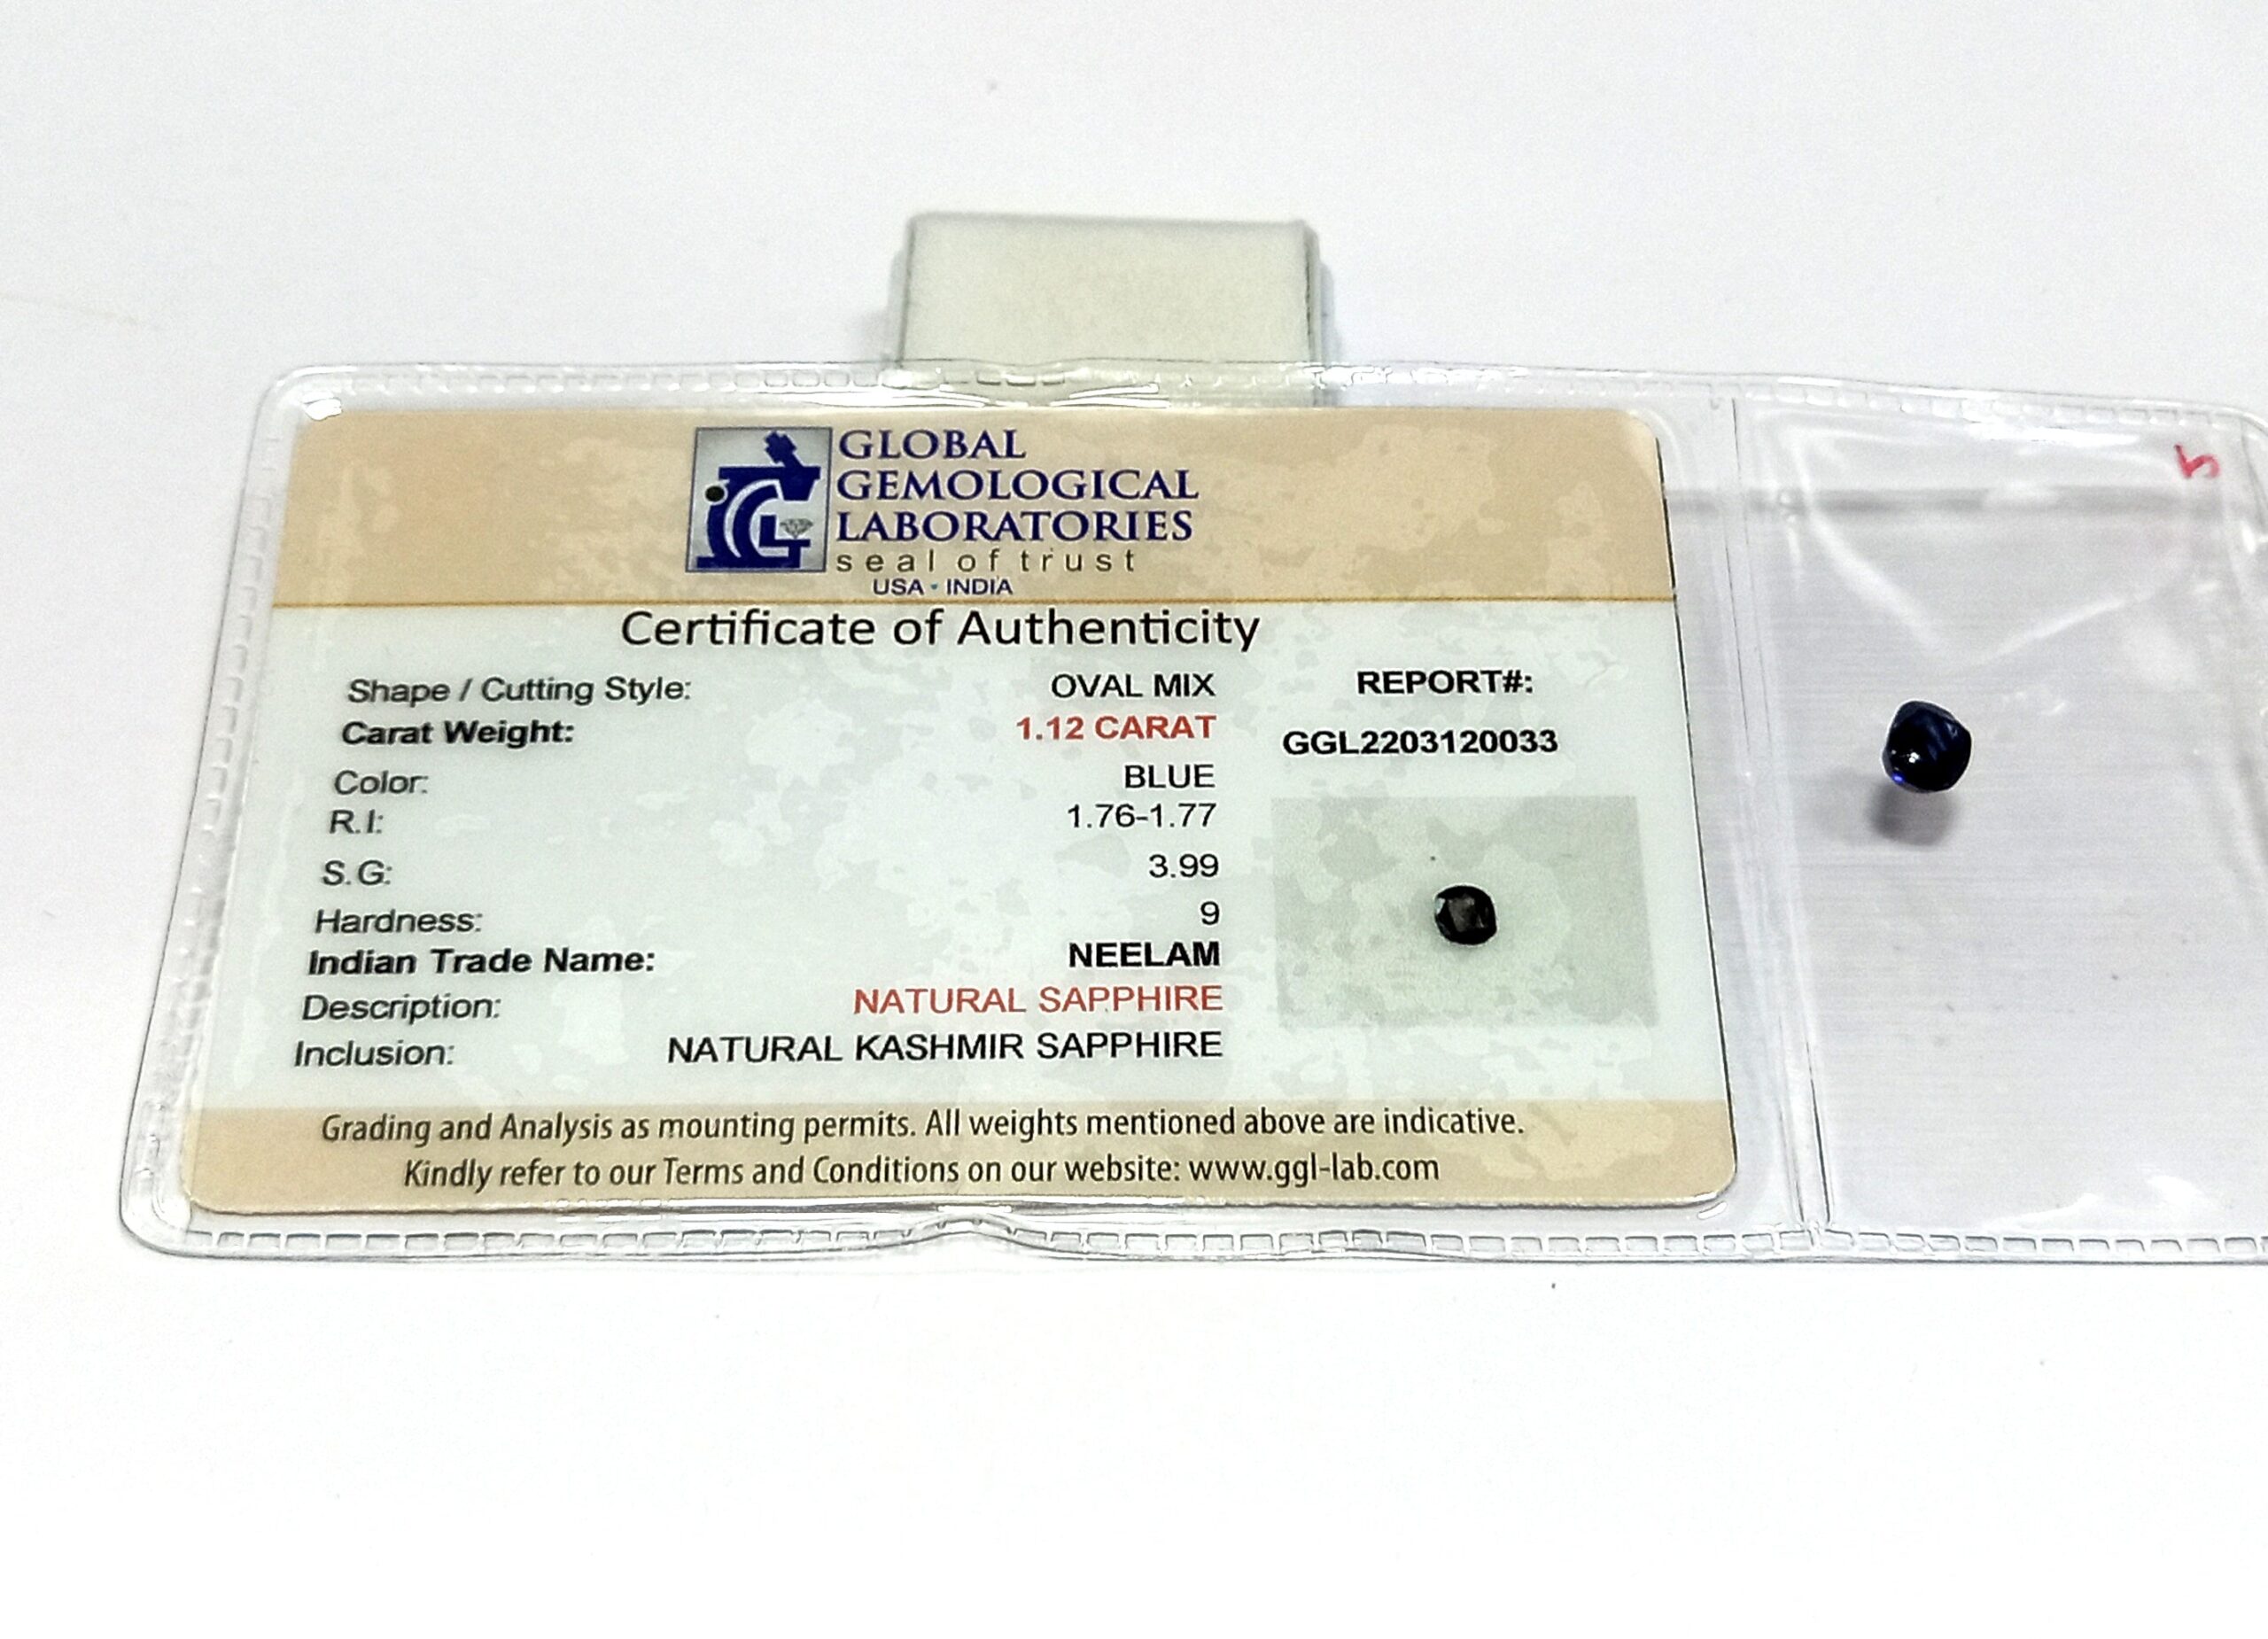 GLOBAL
GEMOLOGICAL
LABORATORIES
seal of trust
USA · INDIA
Certificate of Authenticity
Shape / Cutting Style: OVAL MIX
Carat Weight: 1.12 CARAT
Color: BLUE
R.I: 1.76-1.77
S.G: 3.99
Hardness: 9
Indian Trade Name: NEELAM
Description: NATURAL SAPPHIRE
Inclusion: NATURAL KASHMIR SAPPHIRE
REPORT#:
GGL2203120033
Grading and Analysis as mounting permits. All weights mentioned above are indicative.
Kindly refer to our Terms and Conditions on our website: www.ggl-lab.com